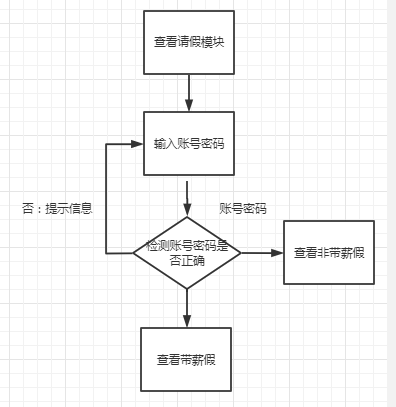 查看请假模块
输入账号密码
否：提示信息
账号密码
检测账号密码是
否正确
查看非带薪假
查看带薪假